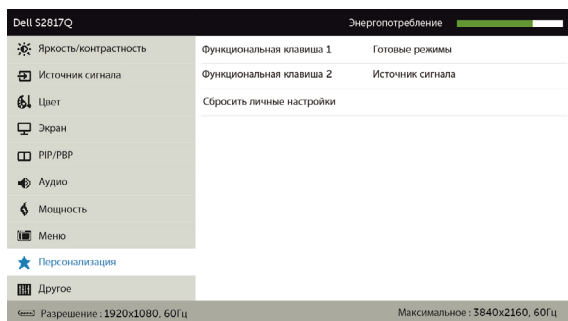 Dell S2817Q Энергопотребление
Яркость/контрастность Функциональная клавиша 1 Готовые режимы
Источник сигнала Функциональная клавиша 2 Источник сигнала
Цвет Сбросить личные настройки
Экран
PIP/PBP
Аудио
Мощность
Меню
Персонализация
Другое
Разрешение : 1920x1080, 60Гц Максимальное : 3840x2160, 60Гц